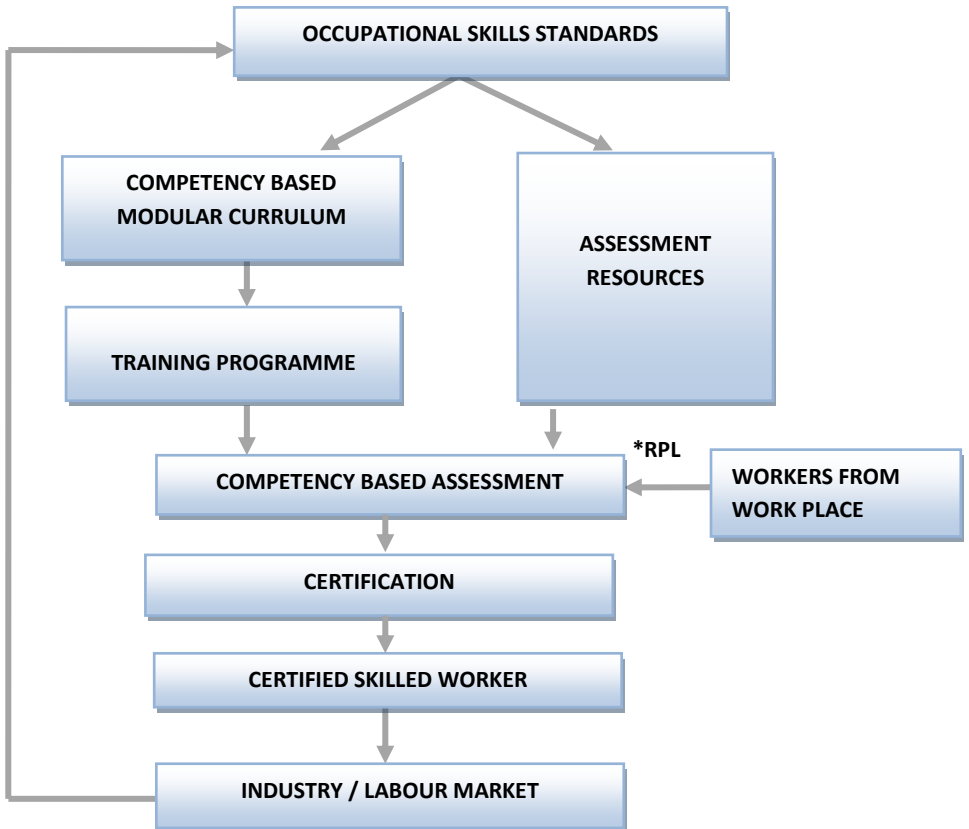 OCCUPATIONAL SKILLS STANDARDS
COMPETENCY BASED
MODULAR CURRULUM
ASSESSMENT
RESOURCES
TRAINING PROGRAMME
*RPL
COMPETENCY BASED ASSESSMENT
WORKERS FROM
WORK PLACE
CERTIFICATION
CERTIFIED SKILLED WORKER
INDUSTRY / LABOUR MARKET